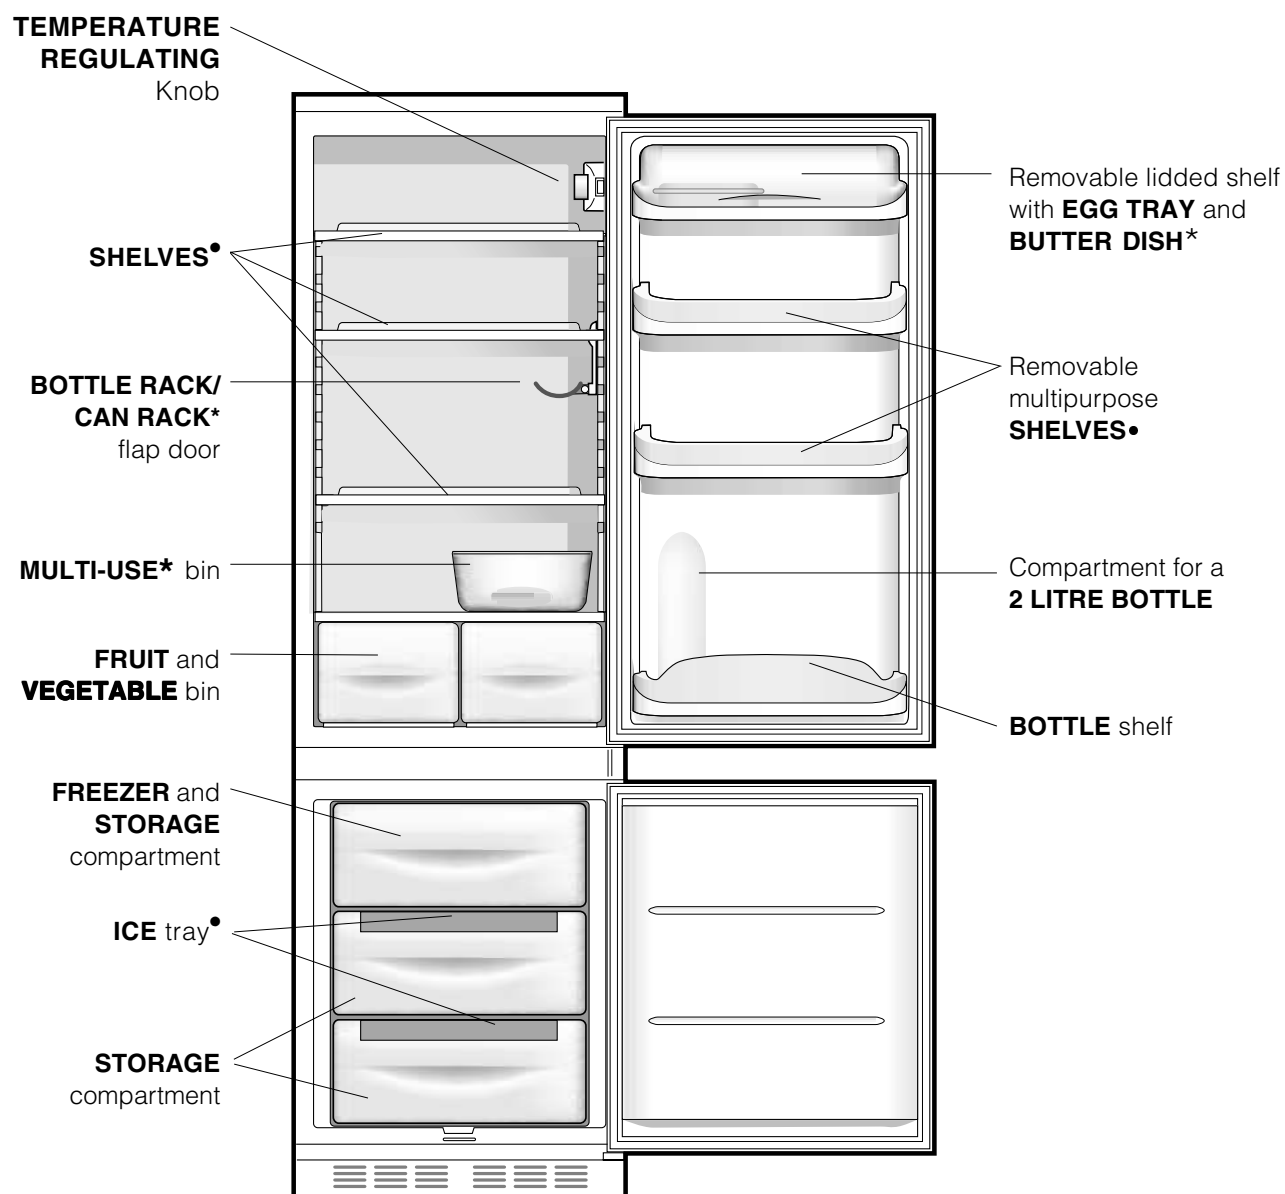 TEMPERATURE
REGULATING
Knob
SHELVES•
BOTTLE RACK/
CAN RACK*
flap door
MULTI-USE* bin
FRUIT and
VEGETABLE bin
FREEZER and
STORAGE
compartment
ICE tray•
STORAGE
compartment
Removable lidded shelf
with EGG TRAY and
BUTTER DISH*
Removable
multipurpose
SHELVES•
Compartment for a
2 LITRE BOTTLE
BOTTLE shelf